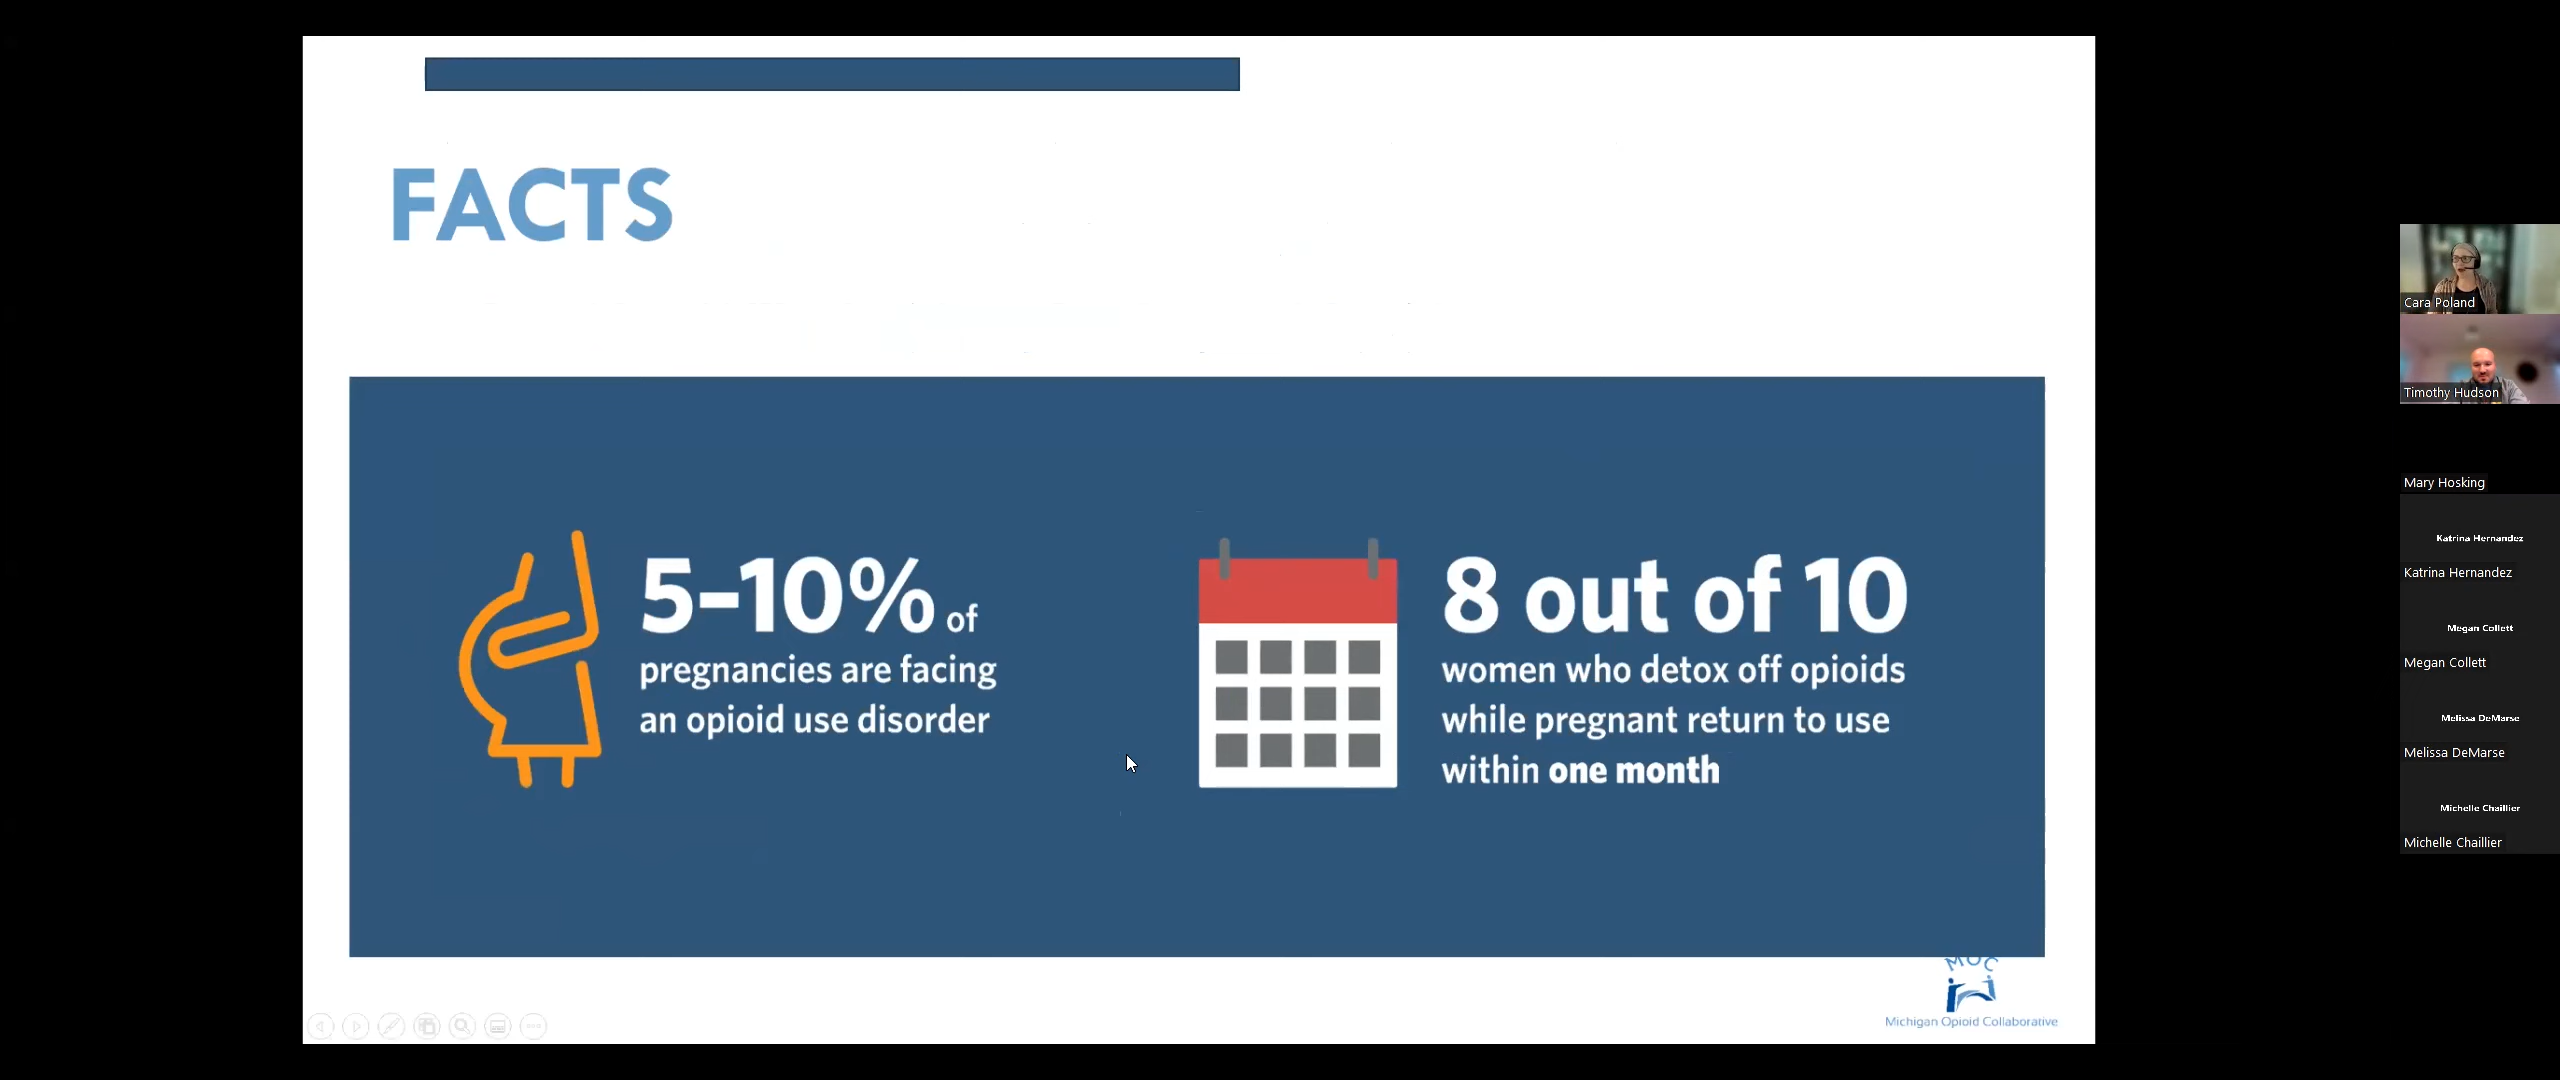 FACTS
5–10% of
pregnancies are facing
an opioid use disorder
8 out of 10
women who detox off opioids
while pregnant return to use
within one month
MOC
Michigan Opioid Collaborative
Cara Poland
Timothy Hudson
Mary Hosking
Katrina Hernandez
Katrina Hernandez
Megan Collett
Megan Collett
Melissa DeMarse
Melissa DeMarse
Michelle Chaillier
Michelle Chaillier